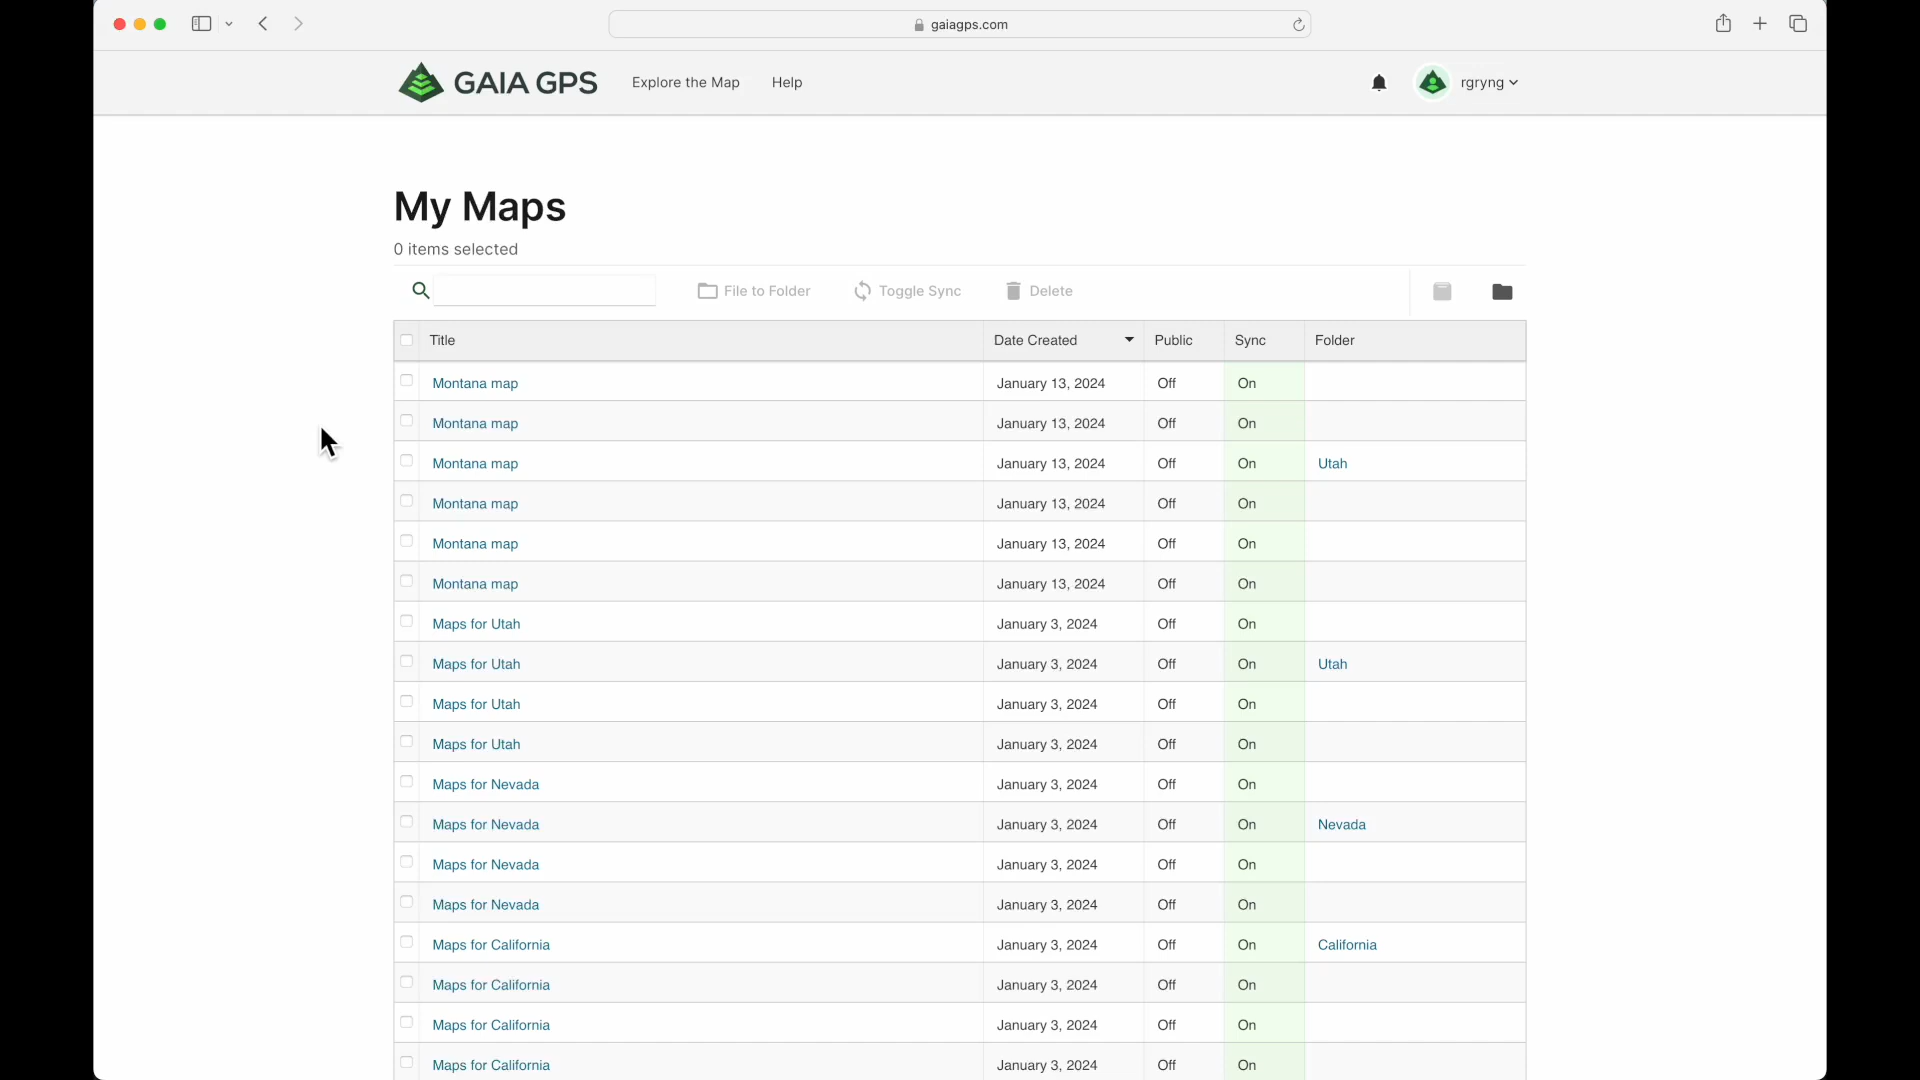 gaiagps.com
GAIA GPS Explore the Map Help rgryng
My Maps
0 items selected
File to Folder Toggle Sync Delete
Title Date Created Public Sync Folder
Montana map January 13, 2024 Off On
Montana map January 13, 2024 Off On
Montana map January 13, 2024 Off On Utah
Montana map January 13, 2024 Off On
Montana map January 13, 2024 Off On
Montana map January 13, 2024 Off On
Maps for Utah January 3, 2024 Off On
Maps for Utah January 3, 2024 Off On Utah
Maps for Utah January 3, 2024 Off On
Maps for Utah January 3, 2024 Off On
Maps for Nevada January 3, 2024 Off On
Maps for Nevada January 3, 2024 Off On Nevada
Maps for Nevada January 3, 2024 Off On
Maps for Nevada January 3, 2024 Off On
Maps for California January 3, 2024 Off On California
Maps for California January 3, 2024 Off On
Maps for California January 3, 2024 Off On
Maps for California January 3, 2024 Off On